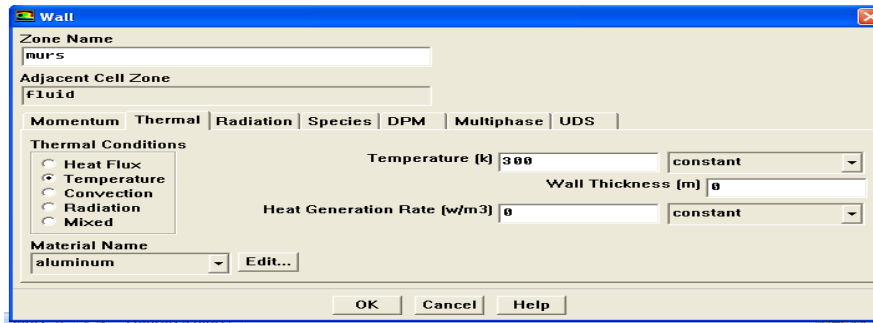 Wall
Zone Name
murs
Adjacent Cell Zone
fluid
Momentum Thermal Radiation Species DPM Multiphase UDS
Thermal Conditions
Heat Flux
Temperature
Convection
Radiation
Mixed
Temperature (k) 300 constant
Wall Thickness (m) 0
Heat Generation Rate (w/m3) 0 constant
Material Name
aluminum Edit...
OK Cancel Help